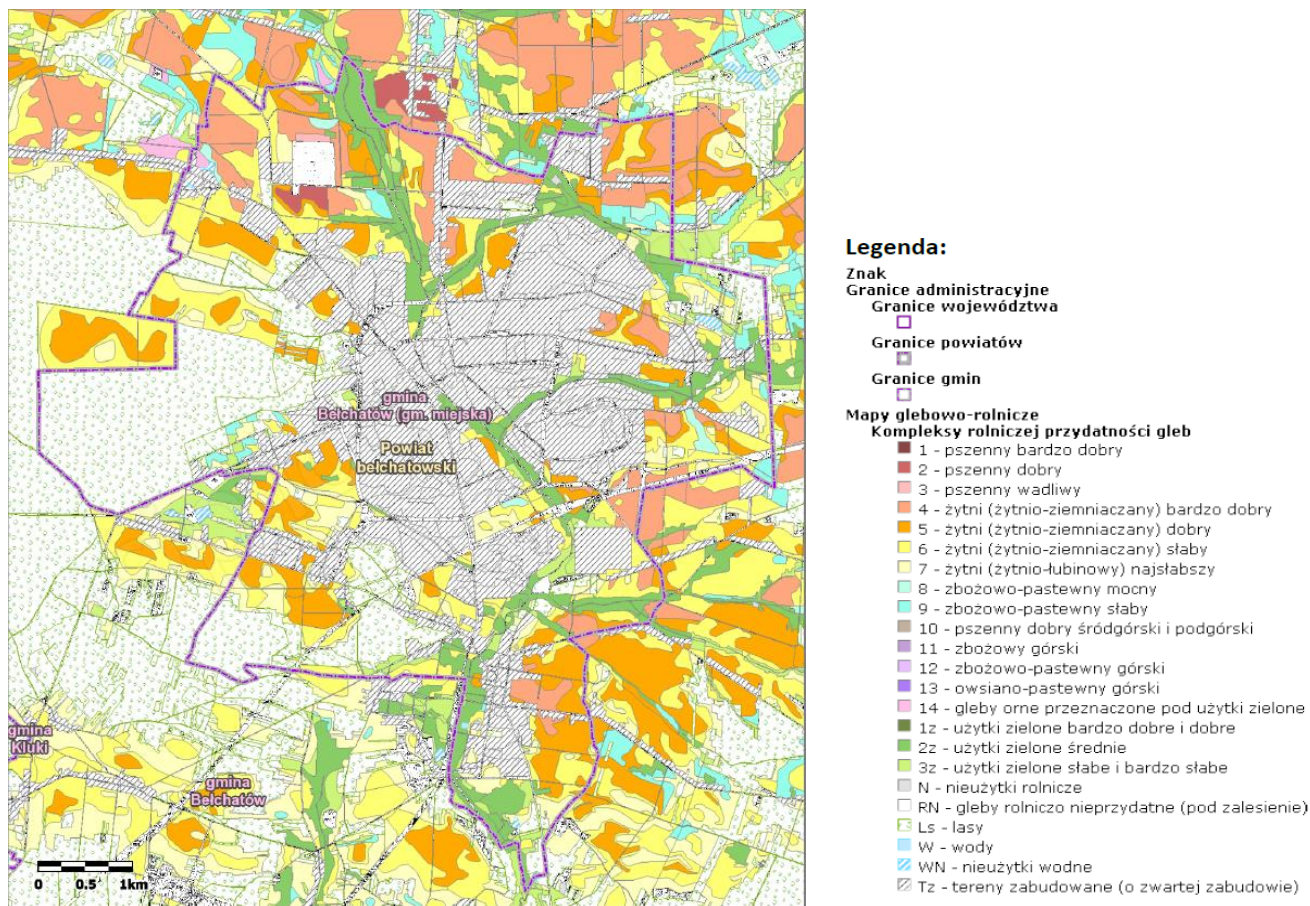 gmina
Bełchatów (gm. miejska)
Powiat
bełchatowski
gmina
Kluki
gmina
Bełchatów
0 0.5 1km
Legenda:
Znak
Granice administracyjne
Granice województwa
Granice powiatów
Granice gmin
Mapy glebowo-rolnicze
Kompleksy rolniczej przydatności gleb
1 - pszenny bardzo dobry
2 - pszenny dobry
3 - pszenny wadliwy
4 - żytni (żytnio-ziemniaczany) bardzo dobry
5 - żytni (żytnio-ziemniaczany) dobry
6 - żytni (żytnio-ziemniaczany) słaby
7 - żytni (żytnio-łubinowy) najsłabszy
8 - zbożowo-pastewny mocny
9 - zbożowo-pastewny słaby
10 - pszenny dobry śródgórski i podgórski
11 - zbożowy górski
12 - zbożowo-pastewny górski
13 - owsiano-pastewny górski
14 - gleby orne przeznaczone pod użytki zielone
1z - użytki zielone bardzo dobre i dobre
2z - użytki zielone średnie
3z - użytki zielone słabe i bardzo słabe
N - nieużytki rolnicze
RN - gleby rolniczo nieprzydatne (pod zalesienie)
Ls - lasy
W - wody
WN - nieużytki wodne
Tz - tereny zabudowane (o zwartej zabudowie)